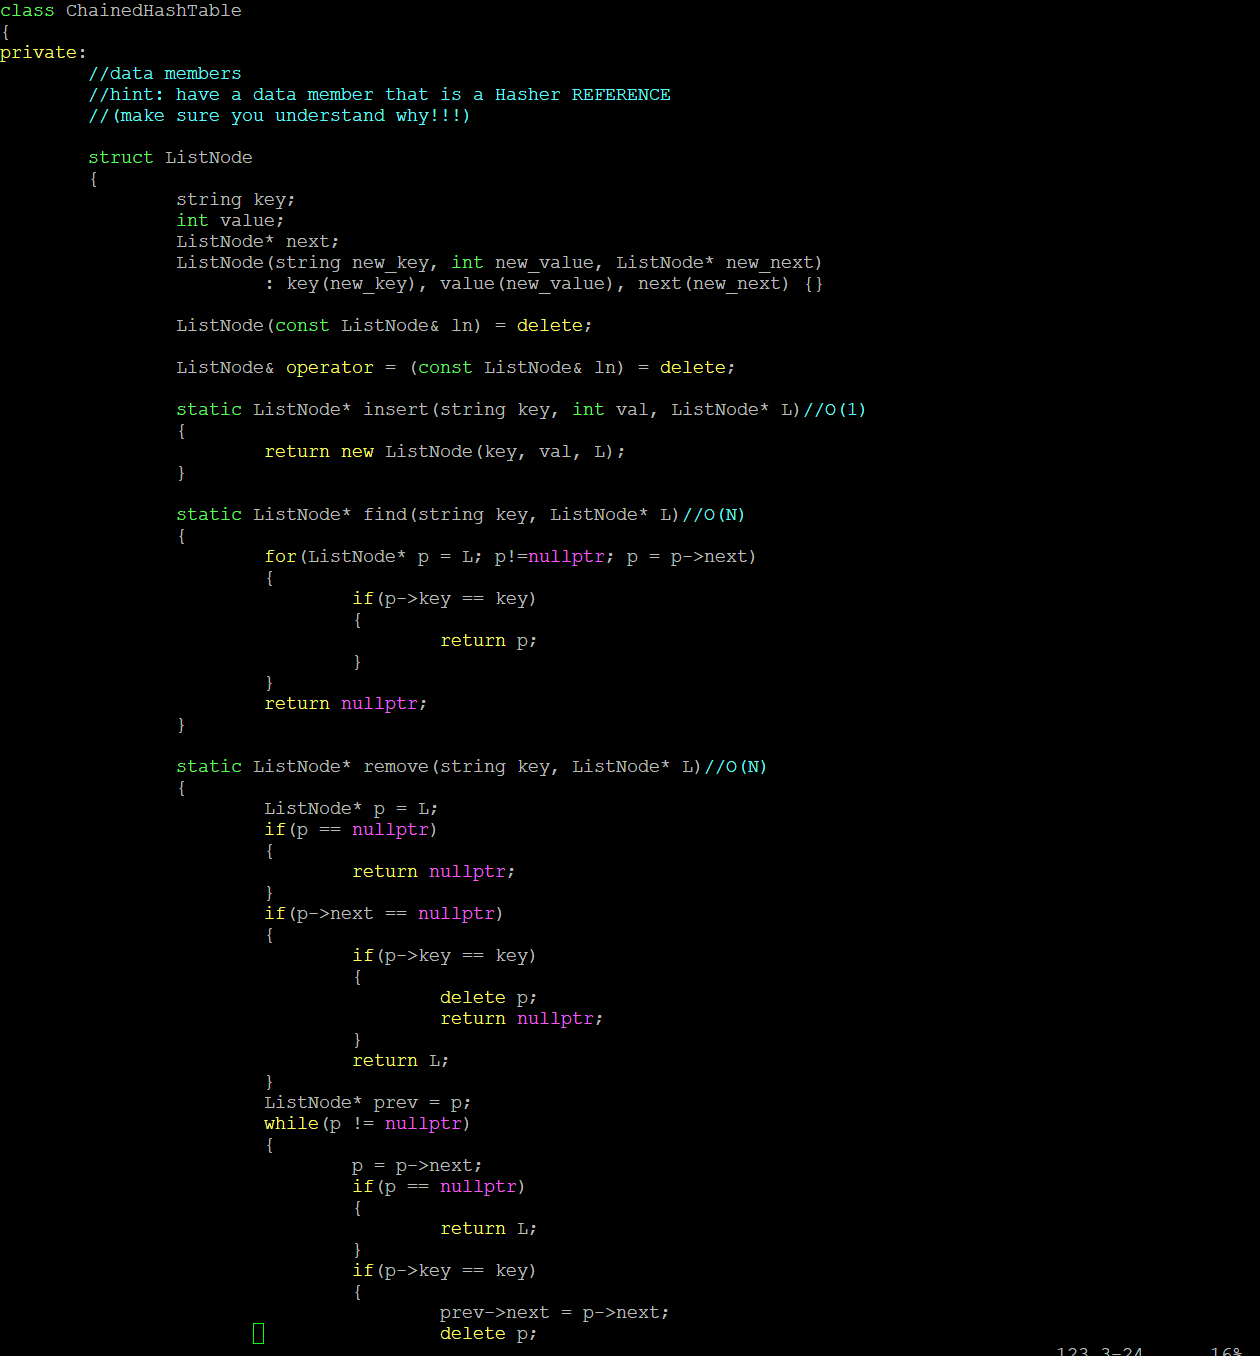 class ChainedHashTable
{
private:
        //data members
        //hint: have a data member that is a Hasher REFERENCE
        //(make sure you understand why!!!)

        struct ListNode
        {
                string key;
                int value;
                ListNode* next;
                ListNode(string new_key, int new_value, ListNode* new_next)
                        : key(new_key), value(new_value), next(new_next) {}

                ListNode(const ListNode& ln) = delete;

                ListNode& operator = (const ListNode& ln) = delete;

                static ListNode* insert(string key, int val, ListNode* L)//O(1)
                {
                        return new ListNode(key, val, L);
                }

                static ListNode* find(string key, ListNode* L)//O(N)
                {
                        for(ListNode* p = L; p!=nullptr; p = p->next)
                        {
                                if(p->key == key)
                                {
                                        return p;
                                }
                        }
                        return nullptr;
                }

                static ListNode* remove(string key, ListNode* L)//O(N)
                {
                        ListNode* p = L;
                        if(p == nullptr)
                        {
                                return nullptr;
                        }
                        if(p->next == nullptr)
                        {
                                if(p->key == key)
                                {
                                        delete p;
                                        return nullptr;
                                }
                                return L;
                        }
                        ListNode* prev = p;
                        while(p != nullptr)
                        {
                                p = p->next;
                                if(p == nullptr)
                                {
                                        return L;
                                }
                                if(p->key == key)
                                {
                                        prev->next = p->next;
                                        delete p;
123,3-24 16%